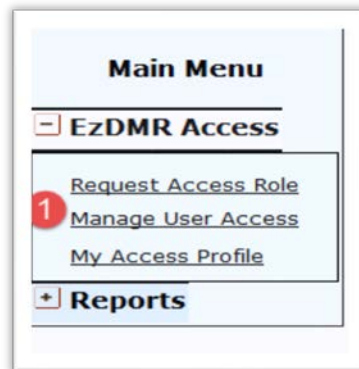 Main Menu
EzDMR Access
Request Access Role
1 Manage User Access
My Access Profile
Reports